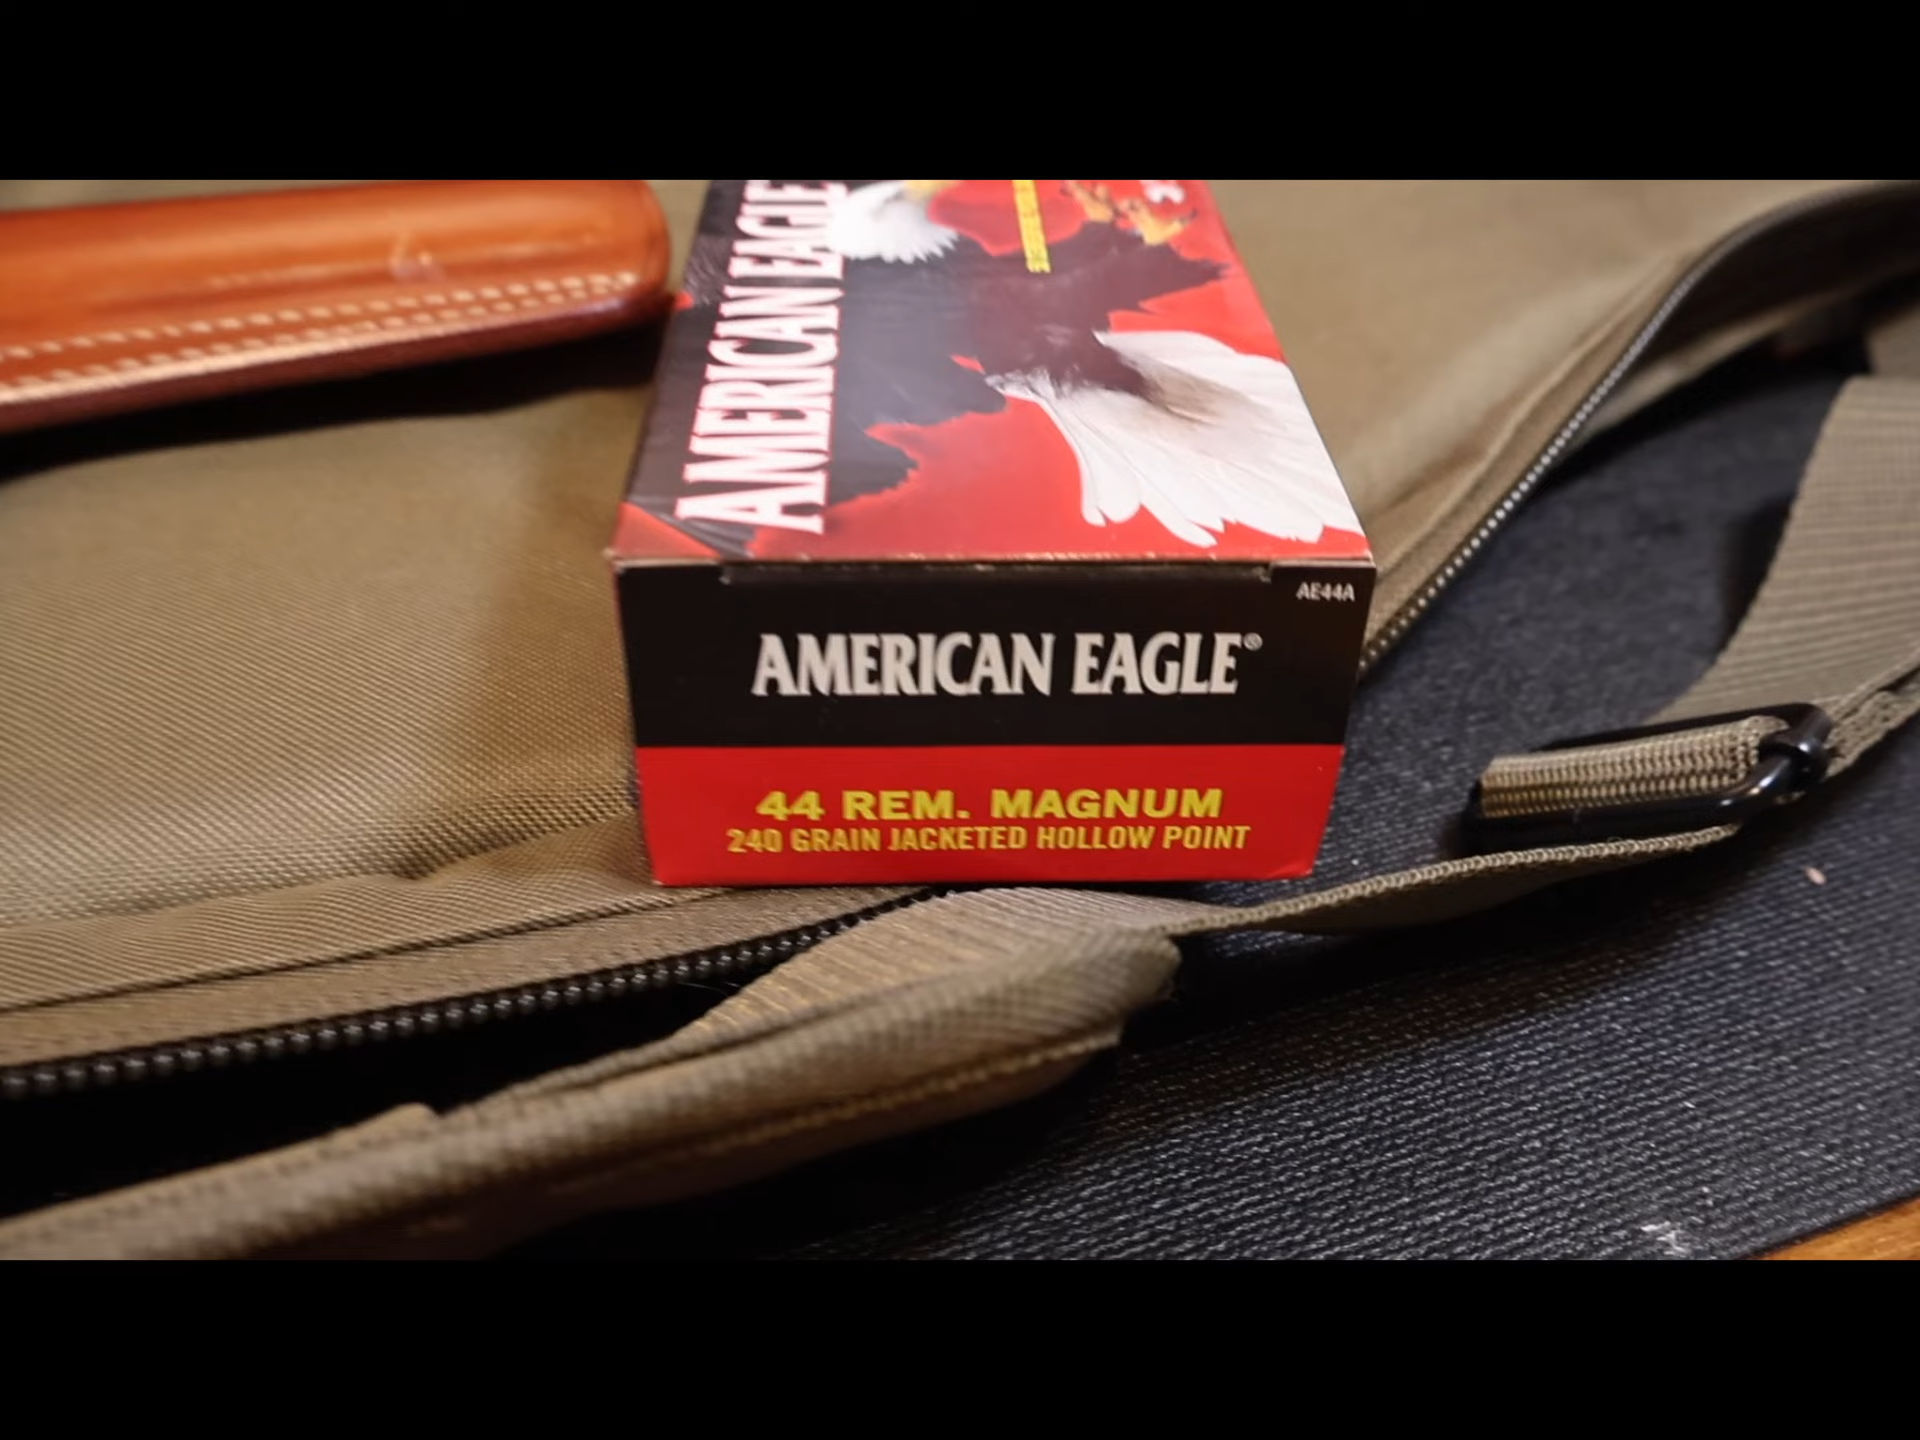 AMERICAN EAGLE
AE44A
AMERICAN EAGLE®
44 REM. MAGNUM
240 GRAIN JACKETED HOLLOW POINT